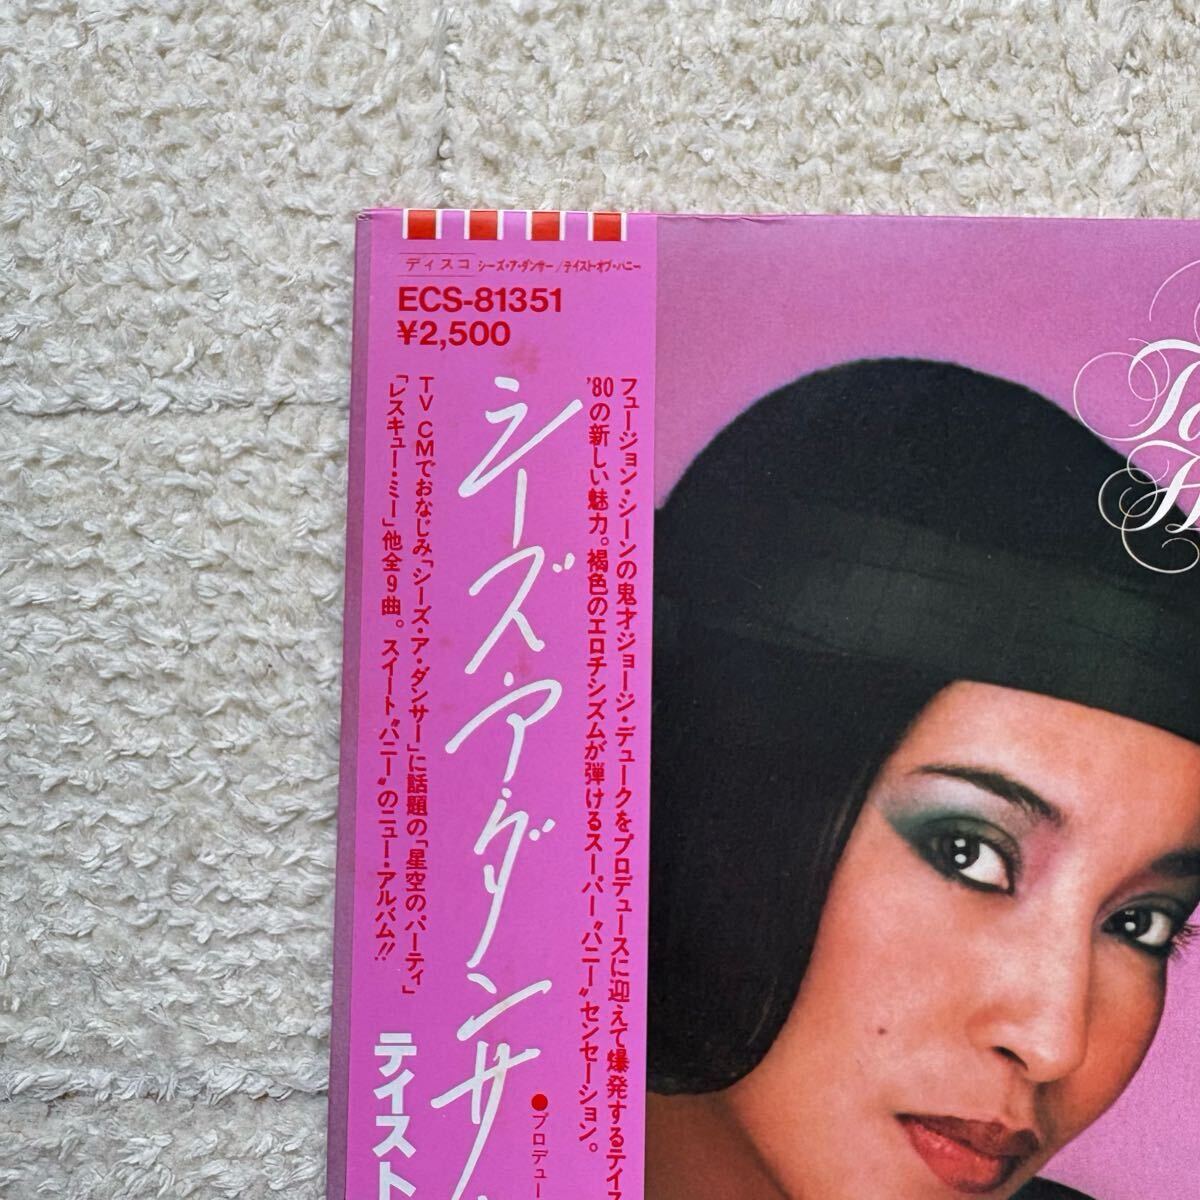 ディスコ シーズ・ア・ダンサー/テイスト・オブ・ハニー
ECS-81351
¥2,500
フュージョン・シーンの鬼才ジョージ・デュークをプロデュースに迎えて爆発するテイス
'80の新しい魅力。褐色のエロチシズムが弾けるスーパー“ハニー”センセーション。
シーズ・ア・ダンサー
TV CMでおなじみ「シーズ・ア・ダンサー」に話題の「星空のパーティ」
「レスキュー・ミー」他全9曲。スイート“ハニー”のニュー・アルバム!!
●プロデュー
テイスト